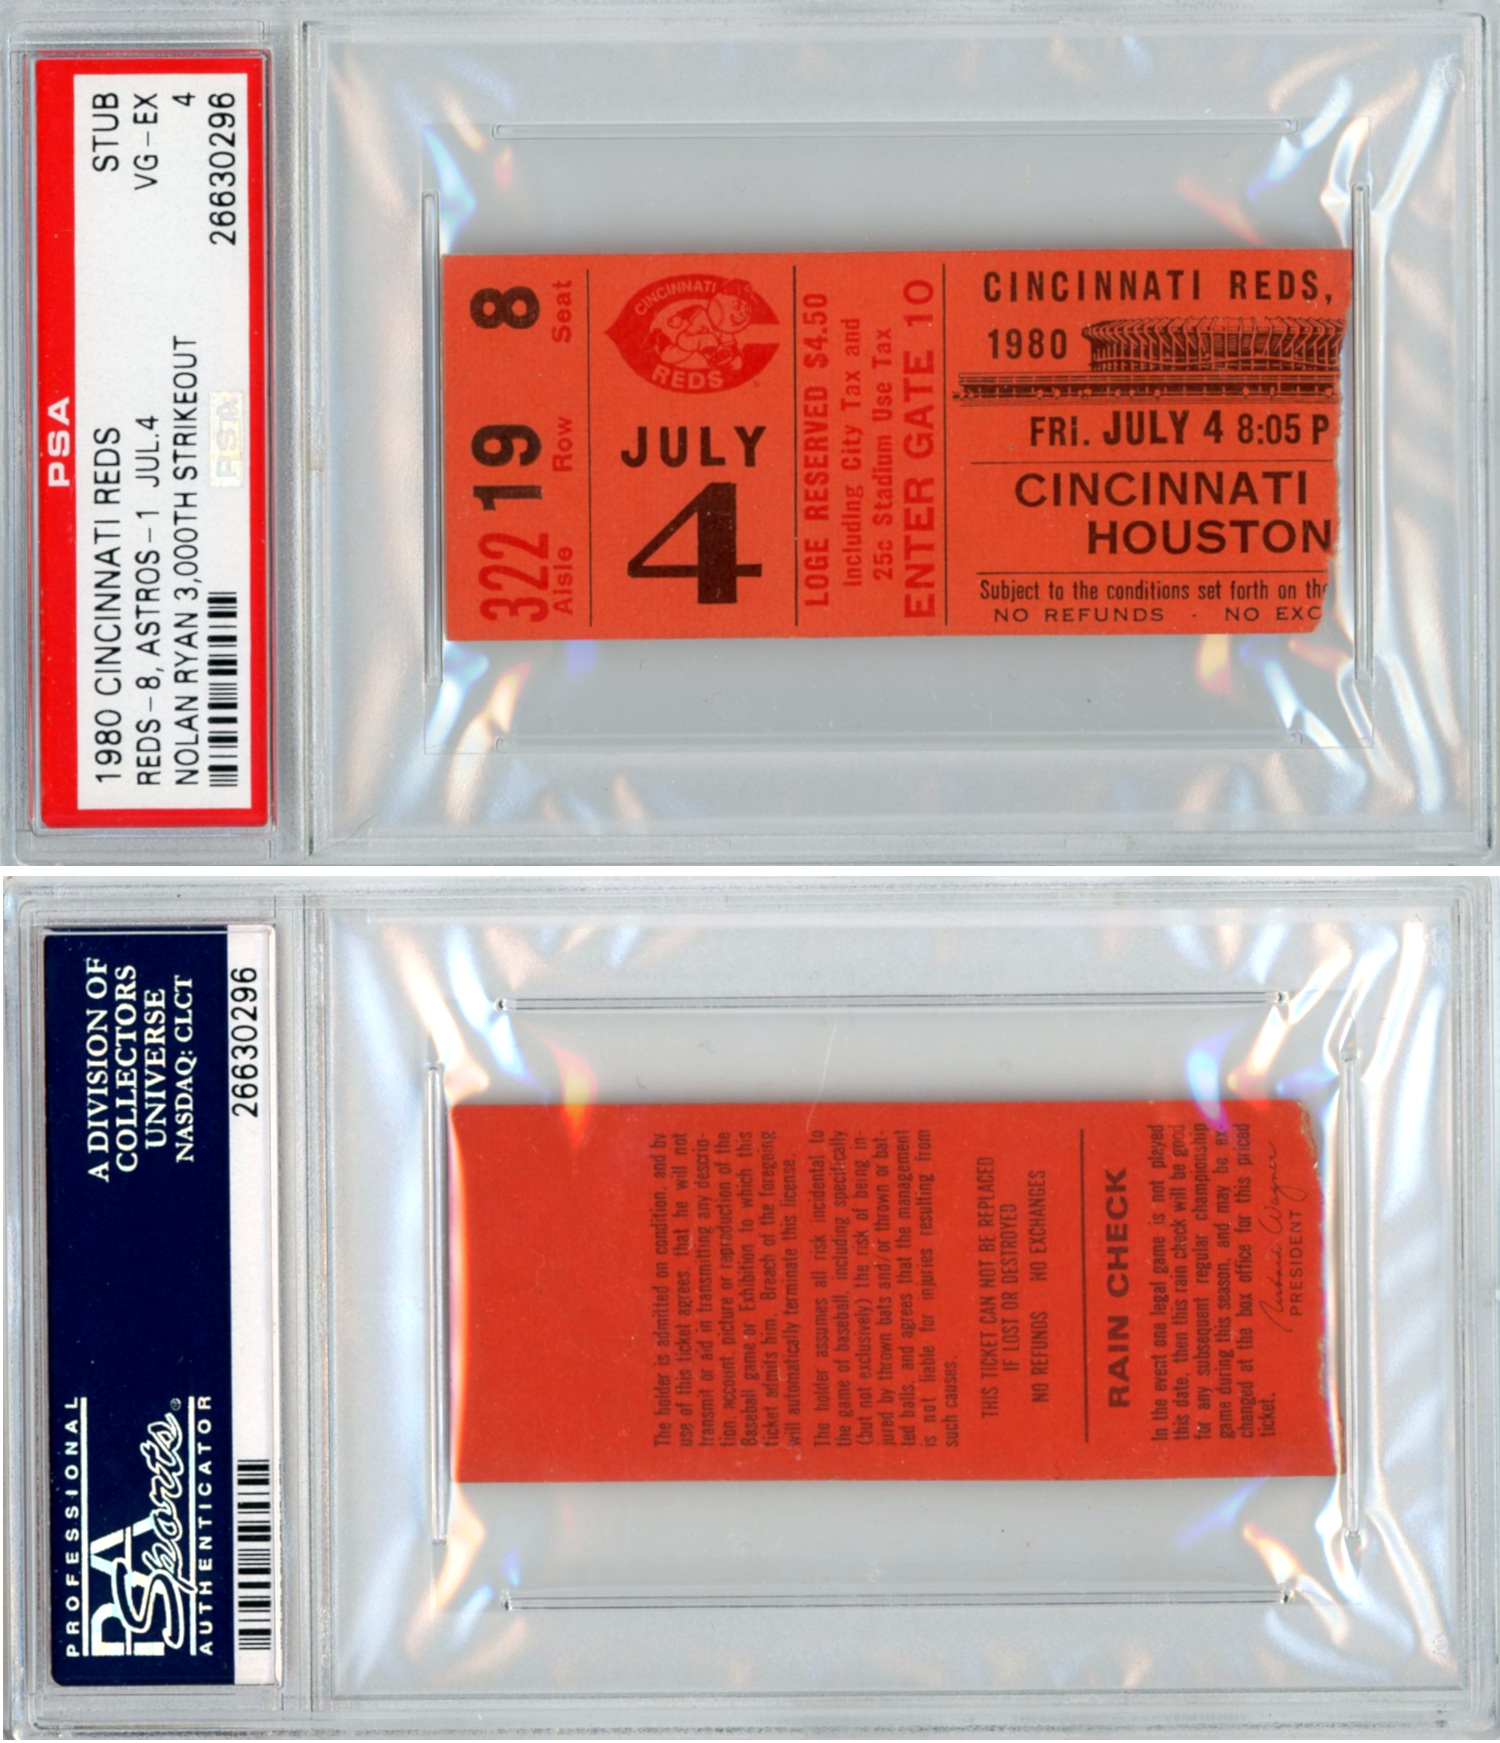 PSA
1980 CINCINNATI REDS STUB
REDS-8, ASTROS-1 JUL.4 VG-EX
NOLAN RYAN 3,000TH STRIKEOUT 4
26630296
PSA
322 19 8
Aisle Row Seat
CINCINNATI
REDS
JULY
4
LOGE RESERVED $4.50
Including City Tax and
25c Stadium Use Tax
ENTER GATE 10
CINCINNATI REDS,
1980
FRI. JULY 4 8:05 P
CINCINNATI
HOUSTON
Subject to the conditions set forth on the
NO REFUNDS - NO EXC
A DIVISION OF
COLLECTORS
UNIVERSE
NASDAQ: CLCT
PROFESSIONAL
PSA
Sports®
AUTHENTICATOR
26630296
The holder is admitted on condition, and by
use of this ticket agrees, that he will not
transmit or aid in transmitting any descrip-
tion, account, picture or reproduction of the
Baseball game or Exhibition to which this
ticket admits him. Breach of the foregoing
will automatically terminate this license.
The holder assumes all risk incidental to
the game of baseball, including specifically
(but not exclusively) the risk of being in-
jured by thrown bats and/or thrown or bat-
ted balls, and agrees that the management
is not liable for injuries resulting from
such causes.
THIS TICKET CAN NOT BE REPLACED
IF LOST OR DESTROYED
NO REFUNDS NO EXCHANGES
RAIN CHECK
In the event one legal game is not played
this date, then this rain check will be good
for any subsequent regular championship
game during this season, and may be ex-
changed at the box office for this priced
ticket.
Richard Wagner
PRESIDENT